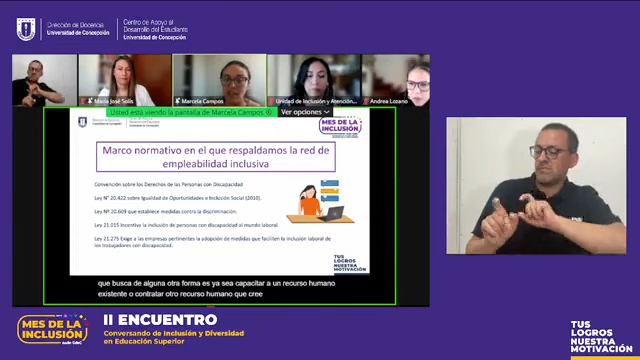 Dirección de Docencia
Universidad de Concepción
Centro de Apoyo al
Desarrollo del Estudiante
Universidad de Concepción
María José Solis
Marcela Campos
Unidad de Inclusión y Atención...
Andrea Lozano
Usted está viendo la pantalla de Marcela Campos
Ver opciones
MES DE LA
INCLUSIÓN
Marco normativo en el que respaldamos la red de
empleabilidad inclusiva
Convención sobre los Derechos de las Personas con Discapacidad
Ley N° 20.422 sobre Igualdad de Oportunidades e Inclusión Social (2010).
Ley Nº 20.609 que establece medidas contra la discriminación.
Ley 21.015 Incentiva la inclusión de personas con discapacidad al mundo laboral.
Ley 21.275 Exige a las empresas pertinentes la adopción de medidas que faciliten la inclusión laboral de
los trabajadores con discapacidad.
TUS
LOGROS
NUESTRA
MOTIVACIÓN
que busca de alguna otra forma es ya sea capacitar a un recurso humano
existente o contratar otro recurso humano que cree
MES DE LA
INCLUSIÓN
II ENCUENTRO
Conversando de Inclusión y Diversidad
en Educación Superior
TUS
LOGROS
NUESTRA
MOTIVACIÓN